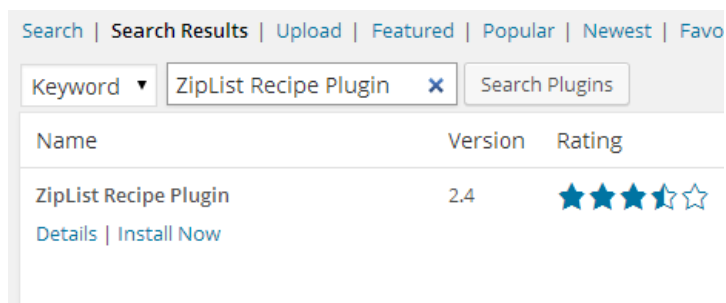 Search | Search Results | Upload | Featured | Popular | Newest |
Keyword ZipList Recipe Plugin × Search Plugins
Name Version Rating
ZipList Recipe Plugin 2.4
Details | Install Now